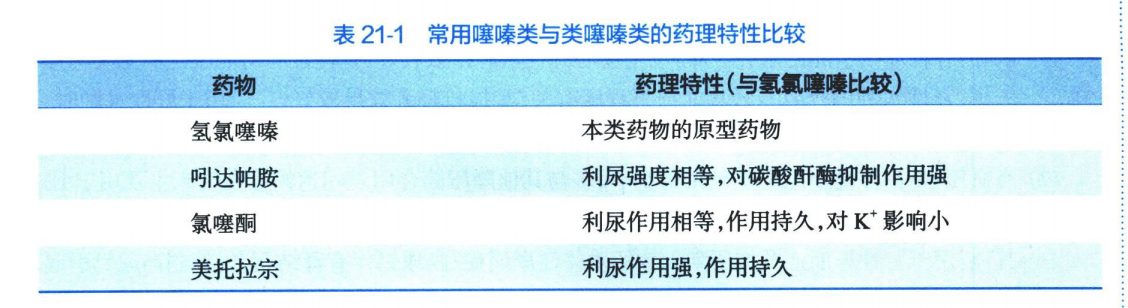 表 21-1 常用噻嗪类与类噻嗪类的药理特性比较
药物 药理特性(与氢氯噻嗪比较)
氢氯噻嗪 本类药物的原型药物
吲达帕胺 利尿强度相等,对碳酸酐酶抑制作用强
氯噻酮 利尿作用相等,作用持久,对 K⁺ 影响小
美托拉宗 利尿作用强,作用持久